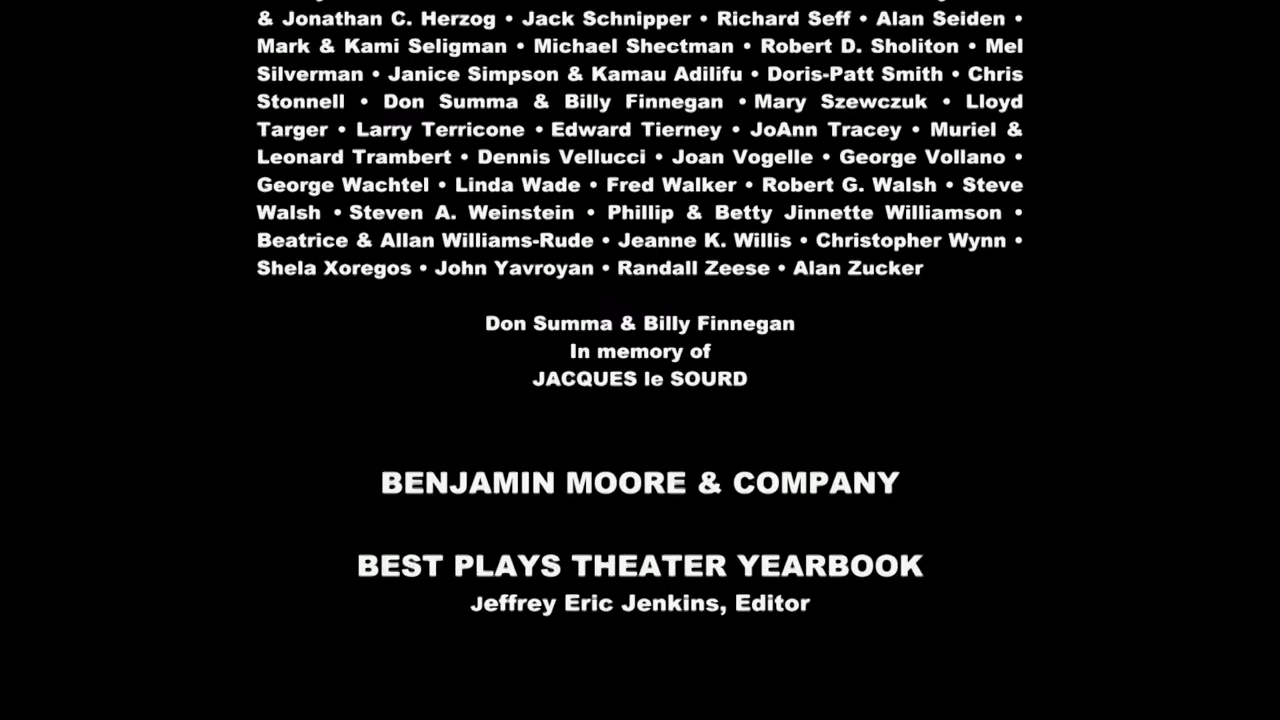 & Jonathan C. Herzog • Jack Schnipper • Richard Seff • Alan Seiden •
Mark & Kami Seligman • Michael Shectman • Robert D. Sholiton • Mel
Silverman • Janice Simpson & Kamau Adilifu • Doris-Patt Smith • Chris
Stonnell • Don Summa & Billy Finnegan • Mary Szewczuk • Lloyd
Targer • Larry Terricone • Edward Tierney • JoAnn Tracey • Muriel &
Leonard Trambert • Dennis Vellucci • Joan Vogelle • George Vollano •
George Wachtel • Linda Wade • Fred Walker • Robert G. Walsh • Steve
Walsh • Steven A. Weinstein • Phillip & Betty Jinnette Williamson •
Beatrice & Allan Williams-Rude • Jeanne K. Willis • Christopher Wynn •
Shela Xoregos • John Yavroyan • Randall Zeese • Alan Zucker
Don Summa & Billy Finnegan
In memory of
JACQUES le SOURD
BENJAMIN MOORE & COMPANY
BEST PLAYS THEATER YEARBOOK
Jeffrey Eric Jenkins, Editor